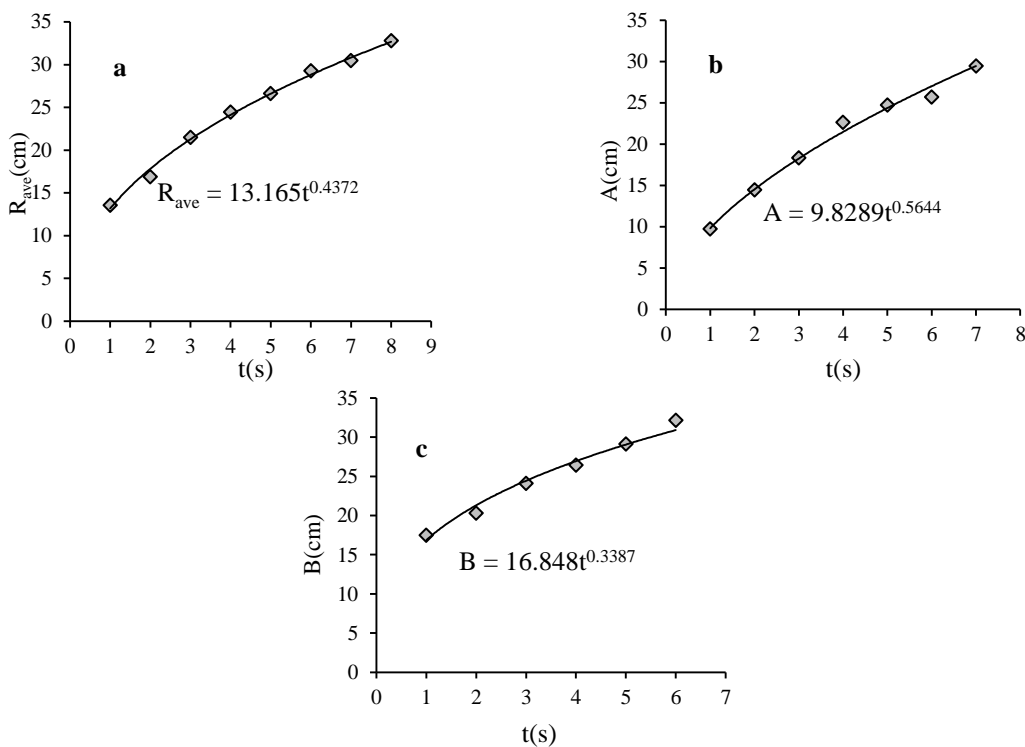 35
30
25
20
15
10
5
0
R_ave(cm)
a
R_ave = 13.165t^0.4372
0 1 2 3 4 5 6 7 8 9
t(s)
35
30
25
20
15
10
5
0
A(cm)
b
A = 9.8289t^0.5644
0 1 2 3 4 5 6 7 8
t(s)
35
30
25
20
15
10
5
0
B(cm)
c
B = 16.848t^0.3387
0 1 2 3 4 5 6 7
t(s)